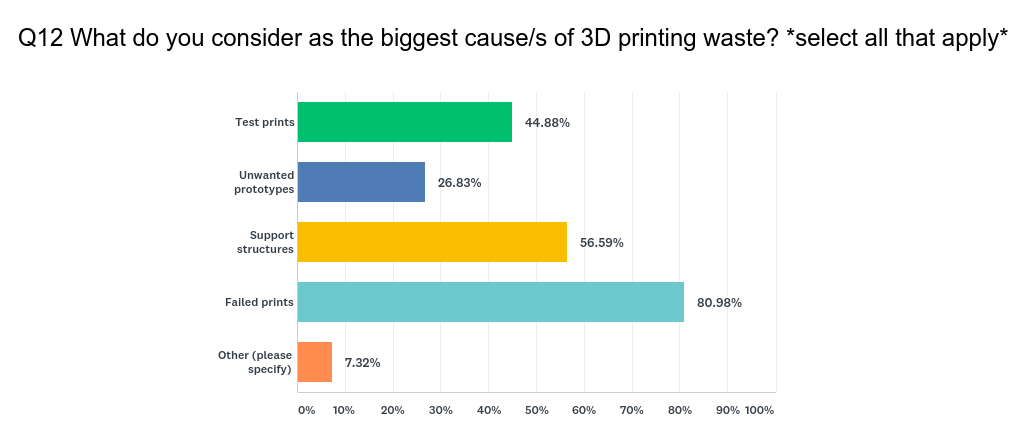 Q12 What do you consider as the biggest cause/s of 3D printing waste? *select all that apply*
Test prints
44.88%
Unwanted
prototypes
26.83%
Support
structures
56.59%
Failed prints
80.98%
Other (please
specify)
7.32%
0% 10% 20% 30% 40% 50% 60% 70% 80% 90% 100%